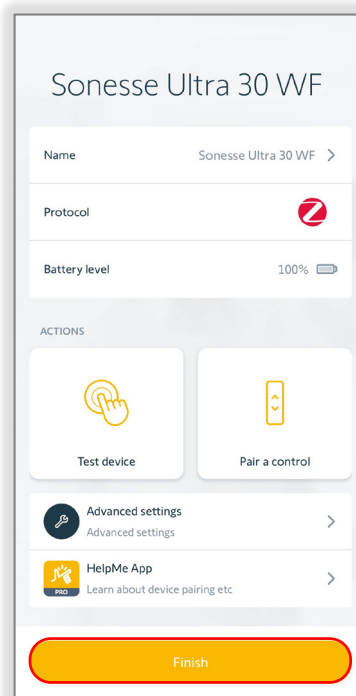 Sonesse Ultra 30 WF
Name Sonesse Ultra 30 WF
Protocol
Battery level 100%
ACTIONS
Test device Pair a control
Advanced settings
Advanced settings
HelpMe App
PRO Learn about device pairing etc
Finish